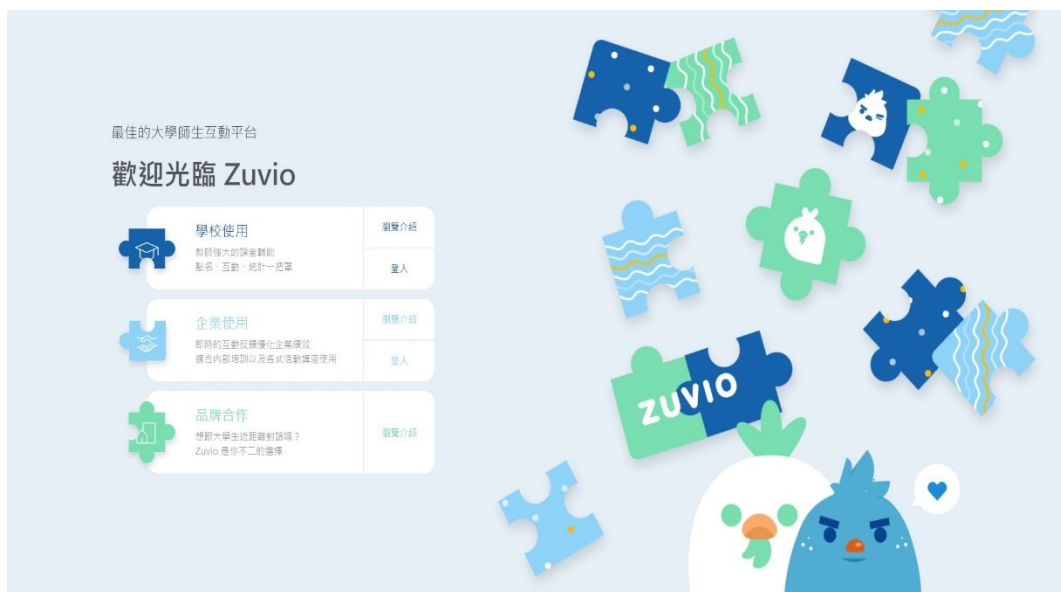 最佳的大學師生互動平台
歡迎光臨 Zuvio
學校使用
教師強大的課堂輔助
點名、互動、統計一把罩
瀏覽介紹
登入
企業使用
即時的互動反饋優化企業績效
適合內部培訓以及各式活動講座使用
瀏覽介紹
登入
品牌合作
想跟大學生近距離對話嗎？
Zuvio 是你不二的選擇
瀏覽介紹
ZUVIO